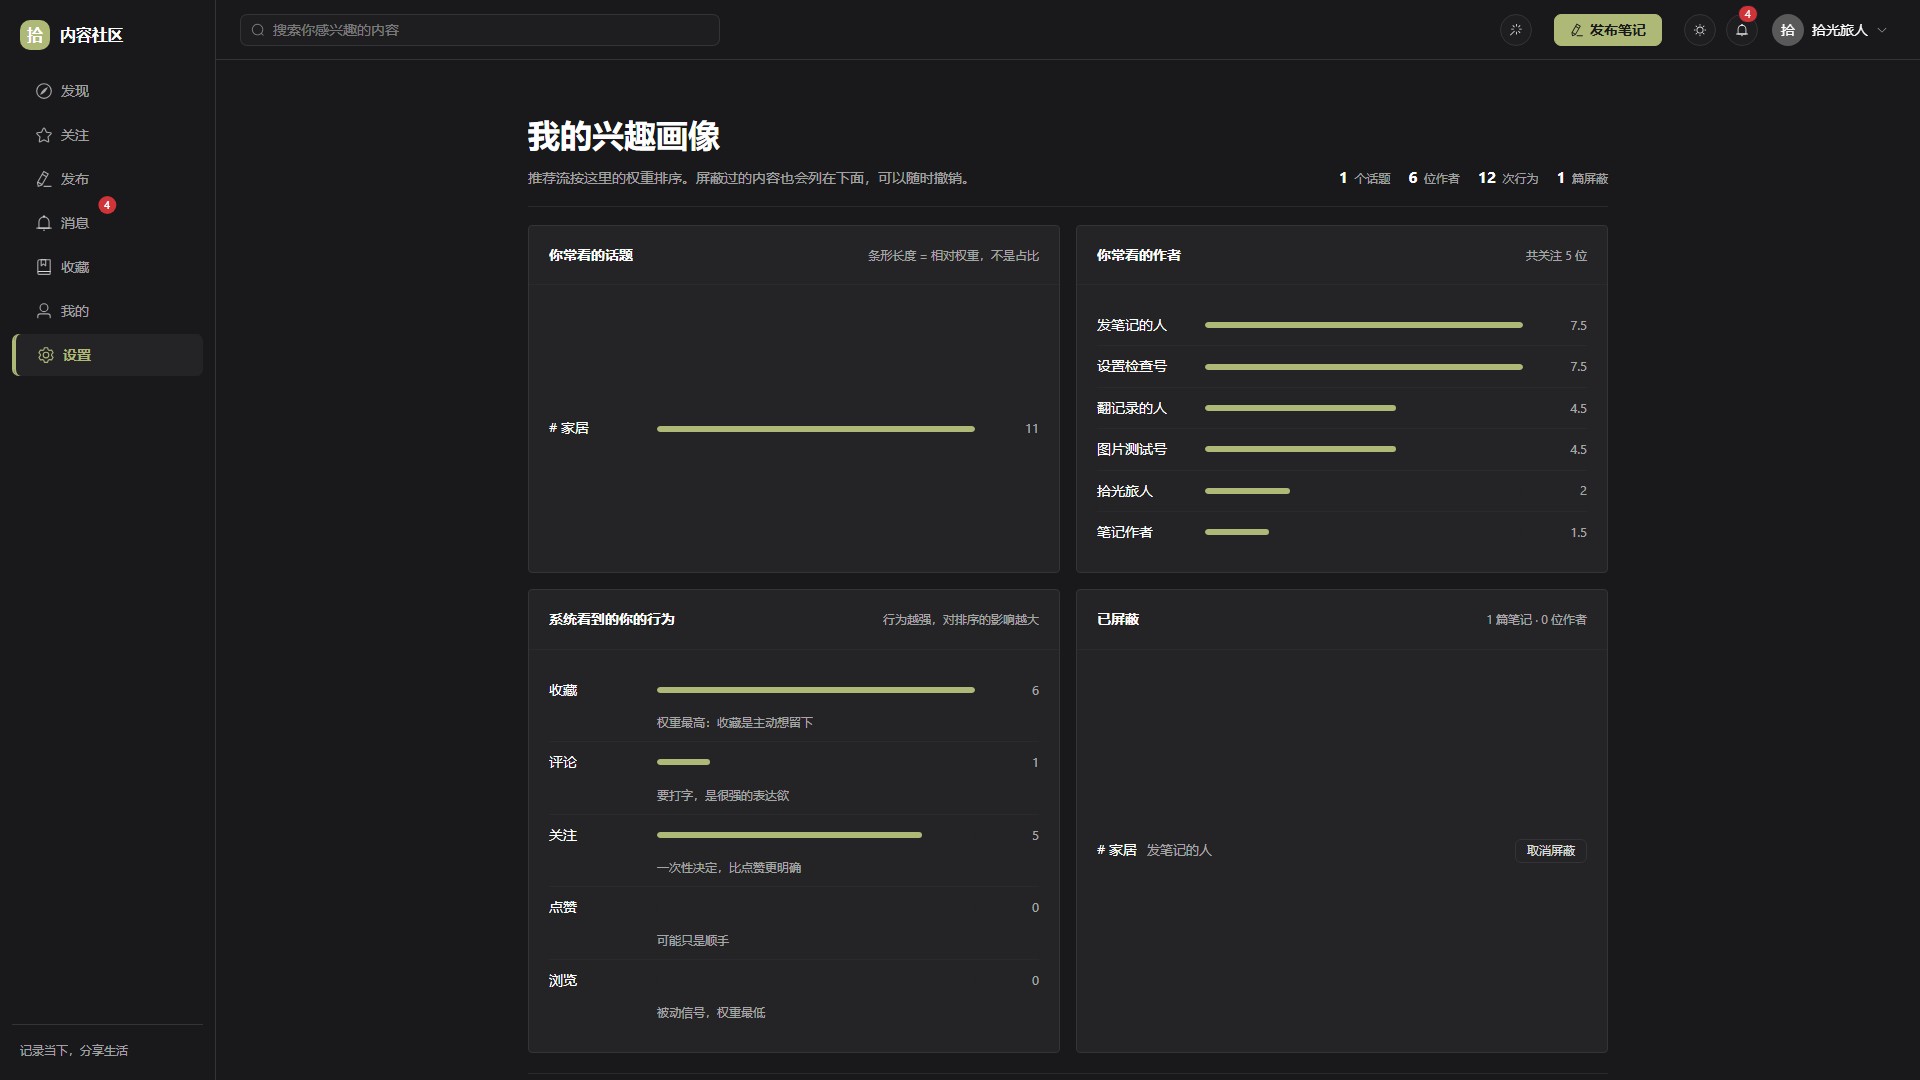 拾 内容社区
搜索你感兴趣的内容
发布笔记
4
拾 拾光旅人
发现
关注
发布
4
消息
收藏
我的
设置
记录当下，分享生活
我的兴趣画像
推荐流按这里的权重排序。屏蔽过的内容也会列在下面，可以随时撤销。
1 个话题 6 位作者 12 次行为 1 篇屏蔽
你常看的话题 条形长度 = 相对权重，不是占比
# 家居 11
你常看的作者 共关注 5 位
发笔记的人 7.5
设置检查号 7.5
翻记录的人 4.5
图片测试号 4.5
拾光旅人 2
笔记作者 1.5
系统看到的你的行为 行为越强，对排序的影响越大
收藏 6
权重最高：收藏是主动想留下
评论 1
要打字，是很强的表达欲
关注 5
一次性决定，比点赞更明确
点赞 0
可能只是顺手
浏览 0
被动信号，权重最低
已屏蔽 1 篇笔记 · 0 位作者
# 家居 发笔记的人 取消屏蔽